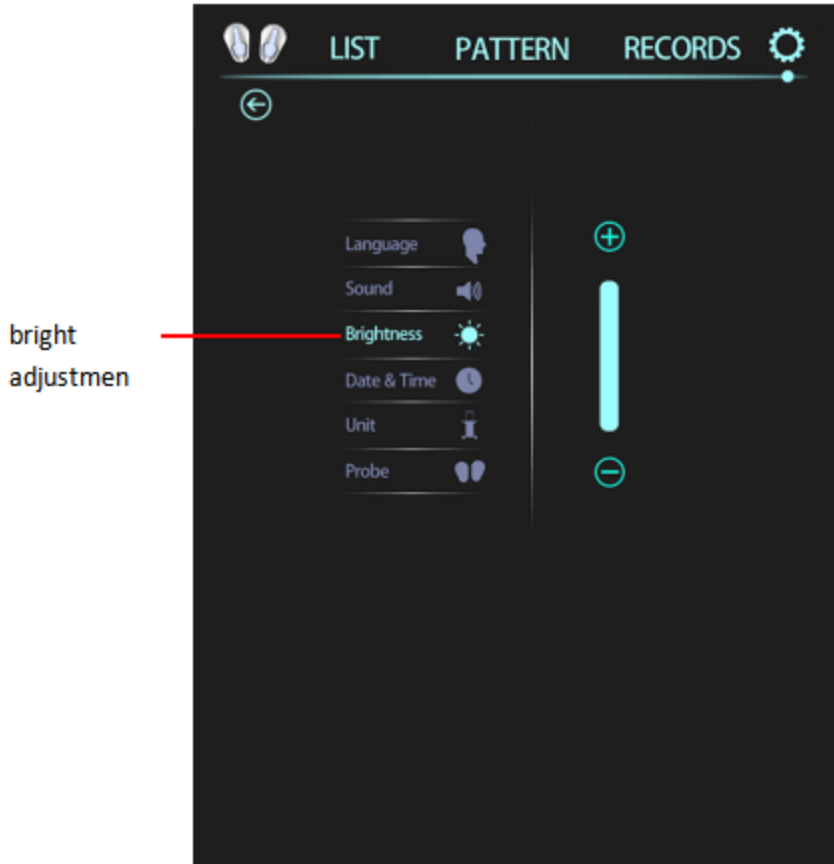 LIST PATTERN RECORDS
Language
Sound
Brightness
Date & Time
Unit
Probe
bright
adjustmen